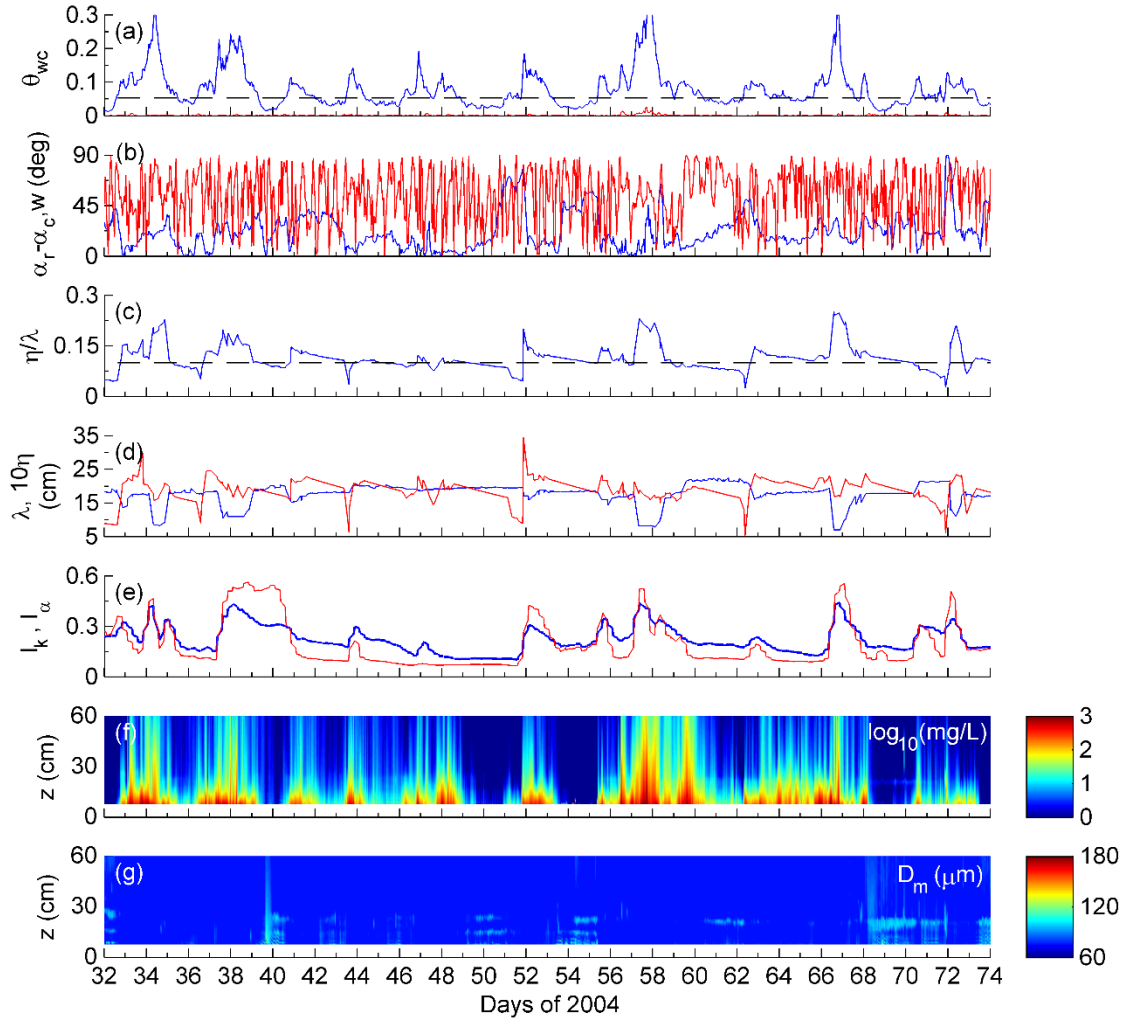 0.3
(a)
0.2
0.1
0
θwc
90
(b)
45
0
αr-αc,w (deg)
0.3
(c)
0.15
0
η/λ
35
(d)
25
15
5
λ, 10η
(cm)
0.6
(e)
0.3
0
Ik , Iα
60
(f)
log10(mg/L)
30
0
z (cm)
3
2
1
0
60
(g)
Dm (μm)
30
0
z (cm)
180
120
60
32 34 36 38 40 42 44 46 48 50 52 54 56 58 60 62 64 66 68 70 72 74
Days of 2004